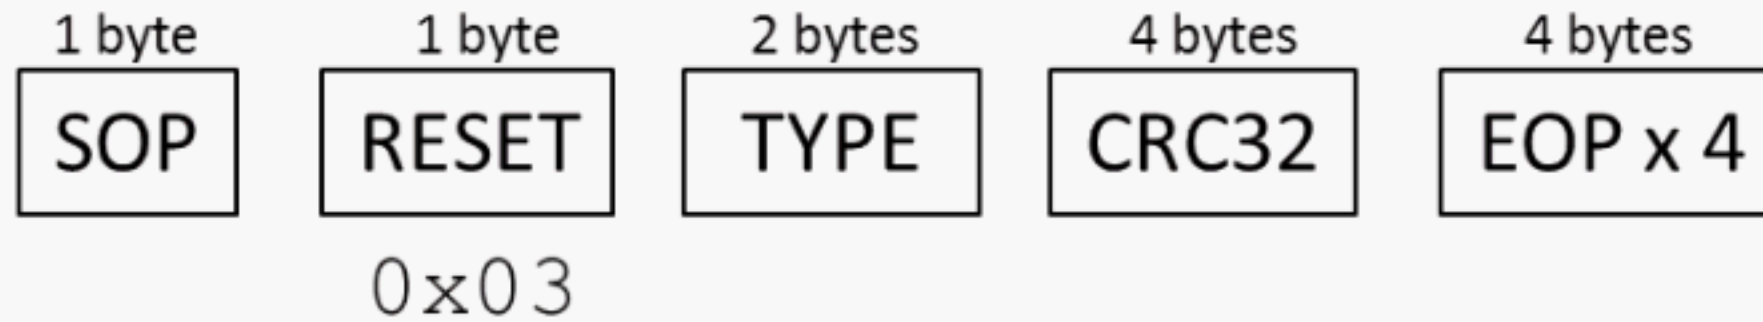 1 byte 1 byte 2 bytes 4 bytes 4 bytes
SOP RESET TYPE CRC32 EOP x 4
0x03